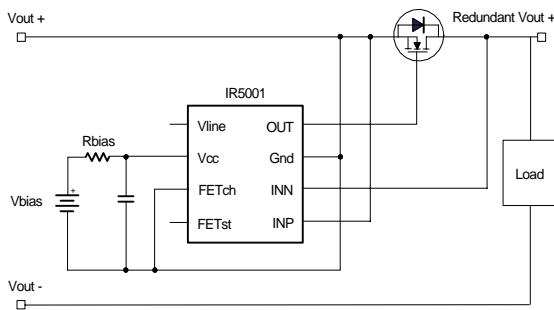 Vout +
Redundant Vout +
IR5001
Vline
OUT
Rbias
Vcc
Gnd
+
Vbias
FETch
INN
Load
FETst
INP
Vout -